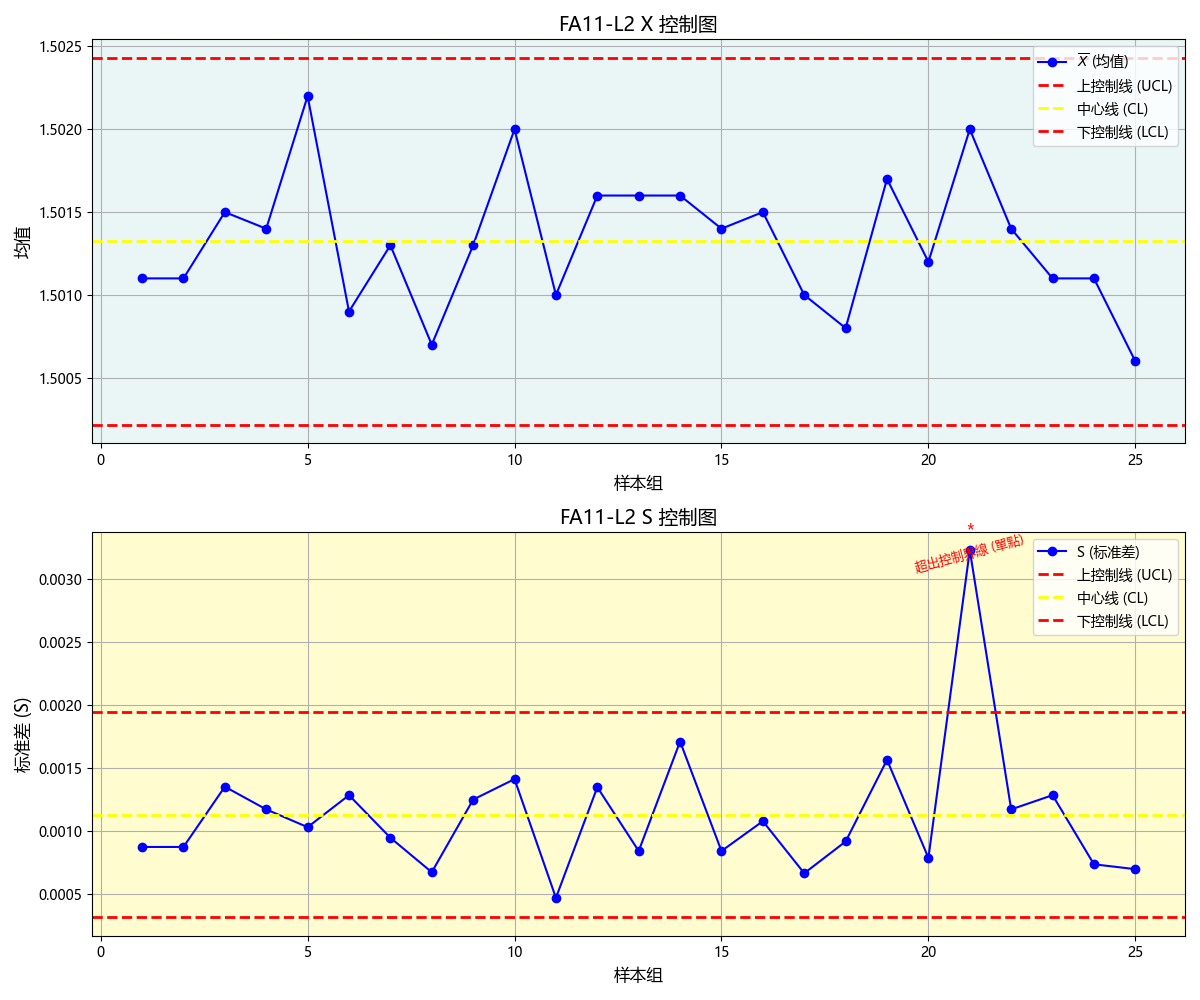 FA11-L2 X 控制图
1.5025
1.5020
1.5015
1.5010
1.5005
均值
X (均值)
上控制线 (UCL)
中心线 (CL)
下控制线 (LCL)
0 5 10 15 20 25
样本组
FA11-L2 S 控制图
*
超出控制界線 (單點)
0.0030
0.0025
0.0020
0.0015
0.0010
0.0005
标准差 (S)
S (标准差)
上控制线 (UCL)
中心线 (CL)
下控制线 (LCL)
0 5 10 15 20 25
样本组